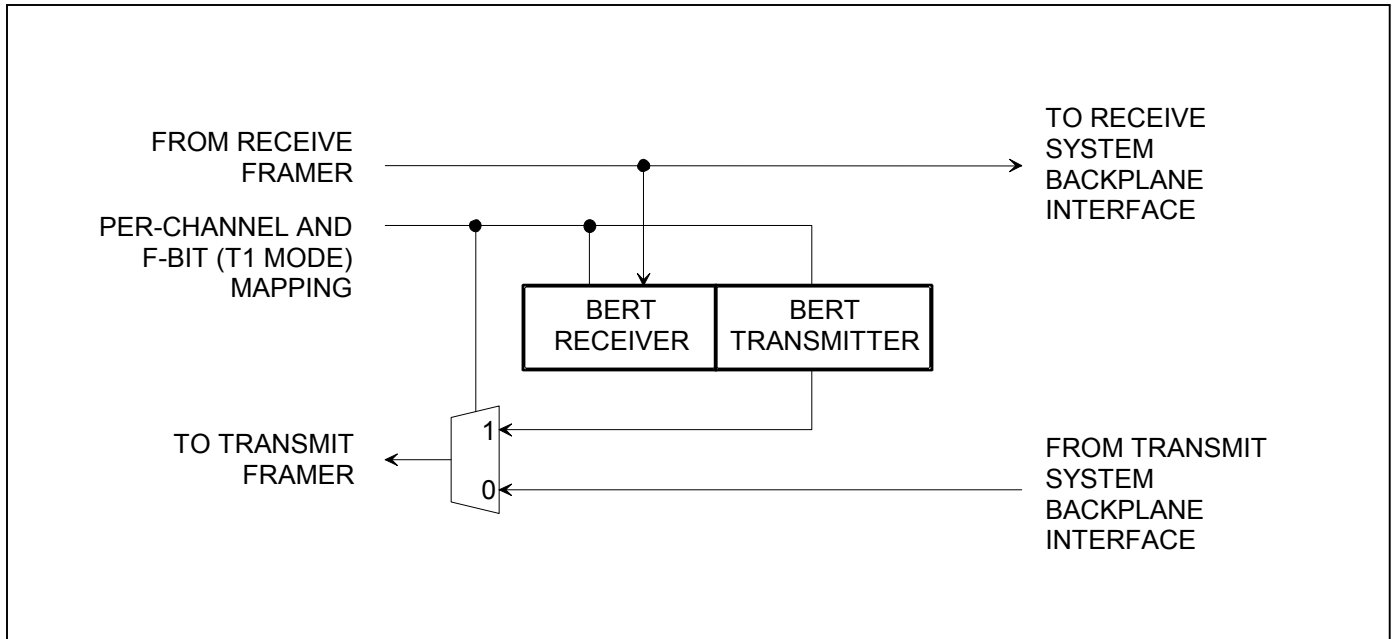 FROM RECEIVE
FRAMER
TO RECEIVE
SYSTEM
BACKPLANE
INTERFACE
PER-CHANNEL AND
F-BIT (T1 MODE)
MAPPING
BERT
RECEIVER
BERT
TRANSMITTER
TO TRANSMIT
FRAMER
1
0
FROM TRANSMIT
SYSTEM
BACKPLANE
INTERFACE